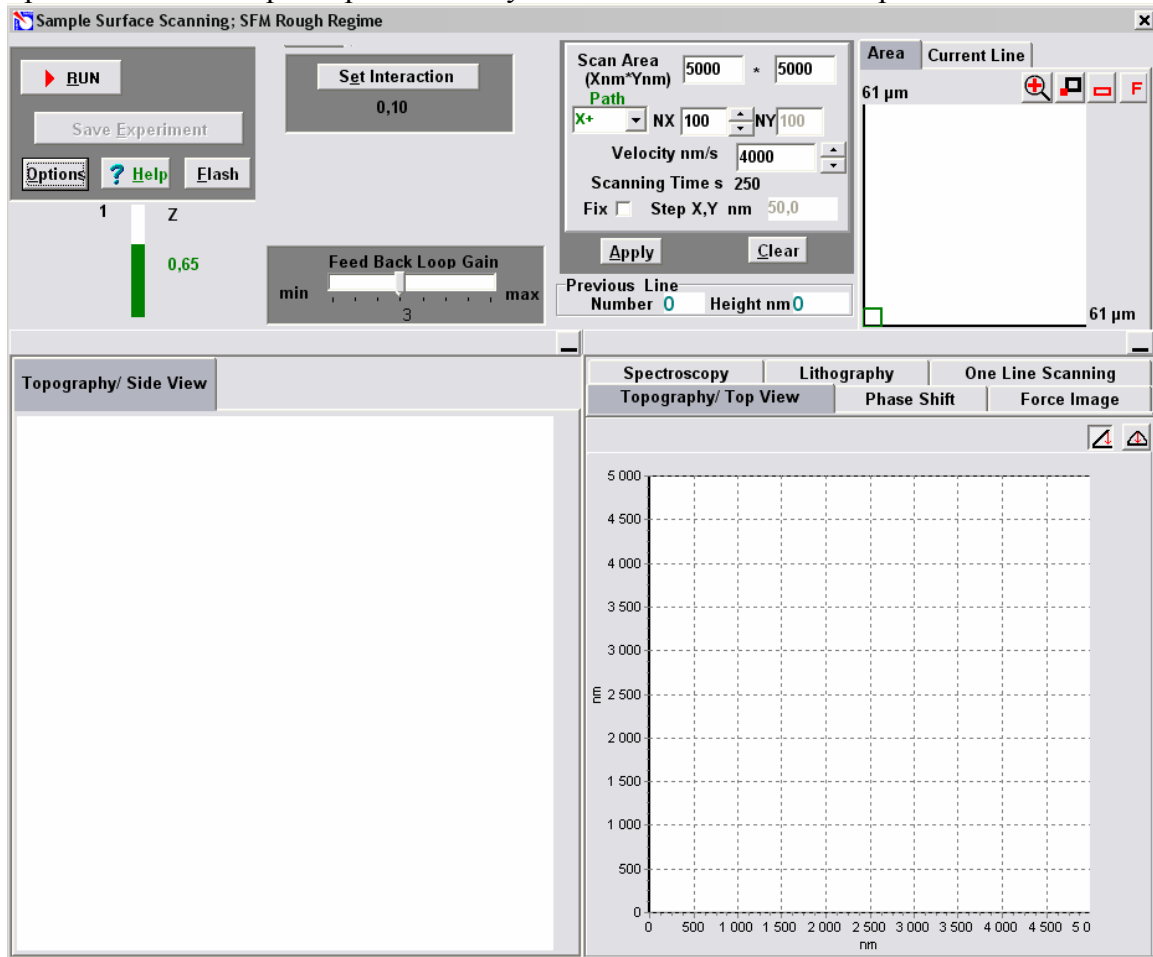 Sample Surface Scanning; SFM Rough Regime
RUN
Save Experiment
Options
? Help
Flash
Set Interaction
0,10
1
Z
0,65
Feed Back Loop Gain
min
max
3
Scan Area
(Xnm*Ynm)
5000 * 5000
Path
X+ NX 100 NY 100
Velocity nm/s 4000
Scanning Time s 250
Fix Step X,Y nm 50,0
Apply
Clear
Previous Line
Number 0 Height nm 0
Area
Current Line
61 µm
F
61 µm
Topography/ Side View
Spectroscopy
Lithography
One Line Scanning
Topography/ Top View
Phase Shift
Force Image
5 000
4 500
4 000
3 500
3 000
2 500
2 000
1 500
1 000
500
0
nm
0 500 1 000 1 500 2 000 2 500 3 000 3 500 4 000 4 500 5 0
nm